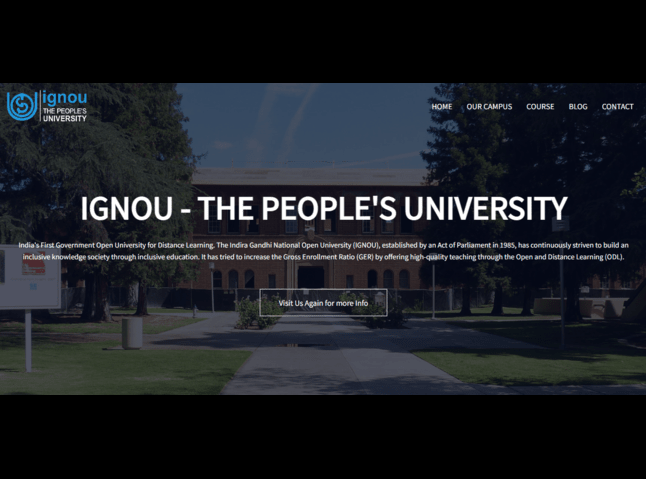 ignou
THE PEOPLE'S
UNIVERSITY
HOME OUR CAMPUS COURSE BLOG CONTACT
IGNOU - THE PEOPLE'S UNIVERSITY
India's First Government Open University for Distance Learning. The Indira Gandhi National Open University (IGNOU), established by an Act of Parliament in 1985, has continuously striven to build an
inclusive knowledge society through inclusive education. It has tried to increase the Gross Enrollment Ratio (GER) by offering high-quality teaching through the Open and Distance Learning (ODL).
Visit Us Again for more Info